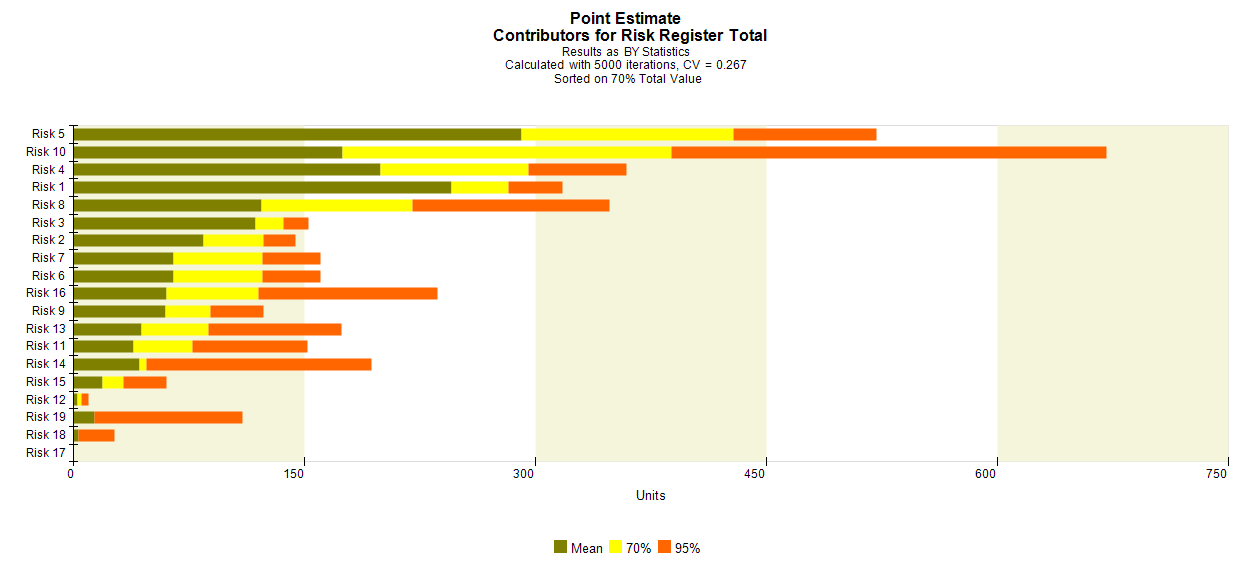 Point Estimate
Contributors for Risk Register Total
Results as BY Statistics
Calculated with 5000 iterations, CV = 0.267
Sorted on 70% Total Value
Risk 5
Risk 10
Risk 4
Risk 1
Risk 8
Risk 3
Risk 2
Risk 7
Risk 6
Risk 16
Risk 9
Risk 13
Risk 11
Risk 14
Risk 15
Risk 12
Risk 19
Risk 18
Risk 17
0 150 300 450 600 750
Units
Mean 70% 95%